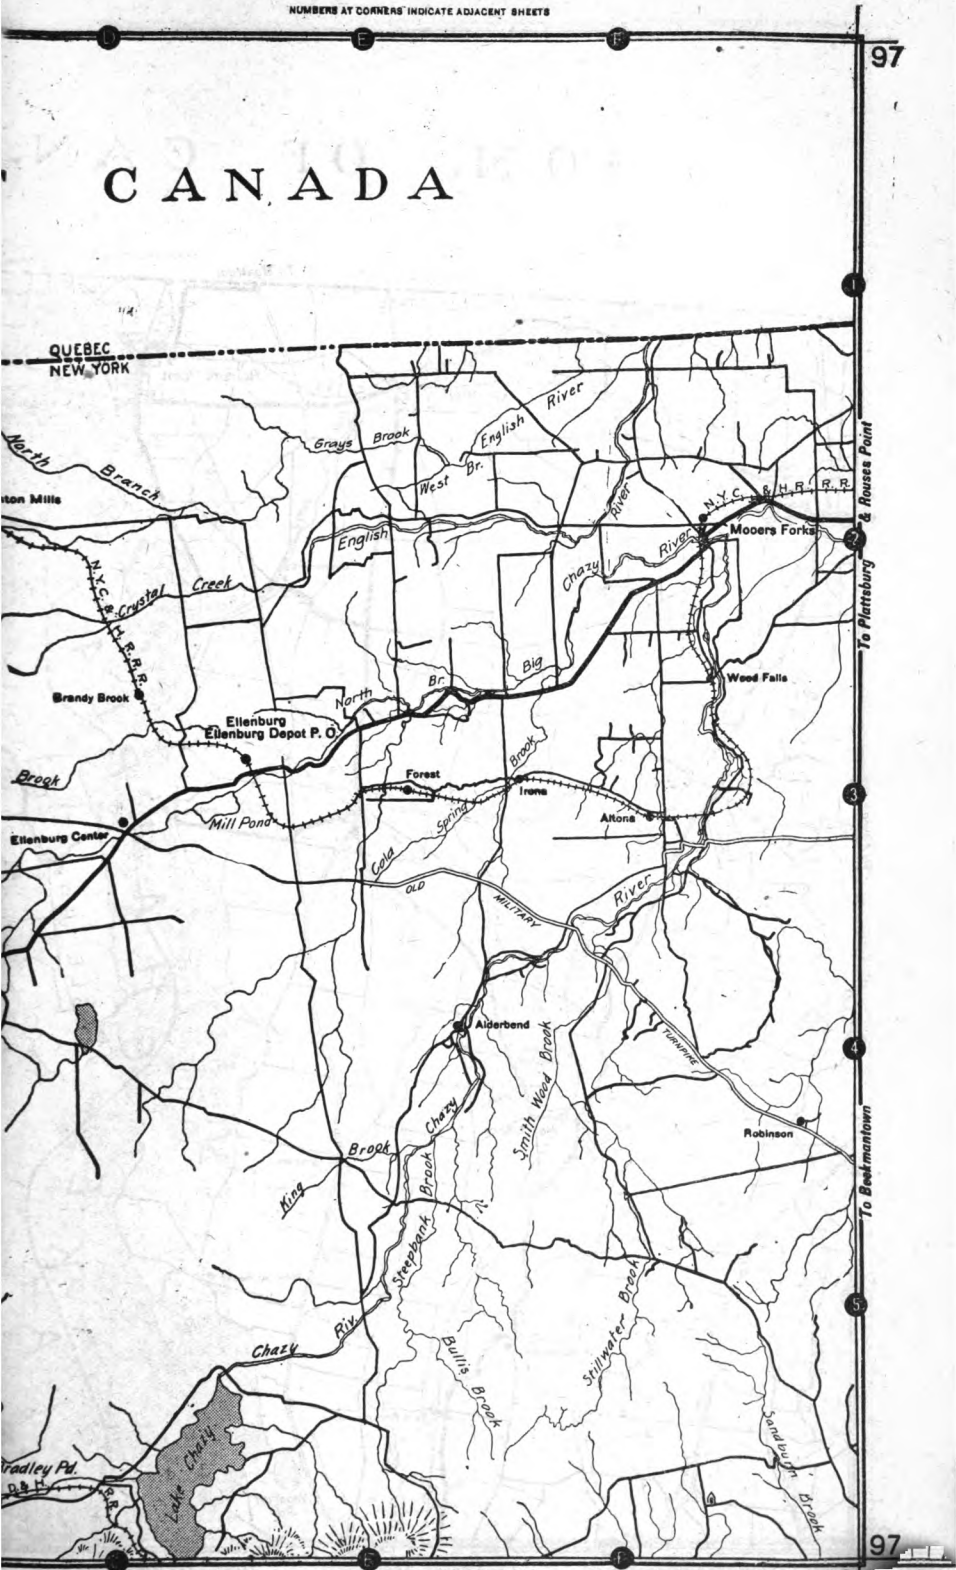 NUMBERS AT CORNERS INDICATE ADJACENT SHEETS
D E F
97
CANADA
1
QUEBEC
NEW YORK
English River
Grays Brook
West Br.
North Branch
ton Mills
N.Y.C. & H.R. R.R.
River
English
Mooers Forks
To Plattsburg & Rouses Point
2
Chazy River
N.Y.C. & H.R.R.R.
Crystal Creek
Big
Wood Falls
North Br.
Brandy Brook
Ellenburg
Ellenburg Depot P.O.
Brook
Brook
Forest
Irona
3
Mill Pond
Altona
Ellenburg Center
Cold Spring
OLD MILITARY TURNPIKE
River
Alderbend
4
Smith Wood Brook
Robinson
Chazy
Brook
King
Brook
Steepbank
To Beekmantown
5
Chazy Riv.
Bullis Brook
Stillwater Brook
Sandburn Brook
Lake Chazy
radley Pd.
D. & H. R.R.
E F
97